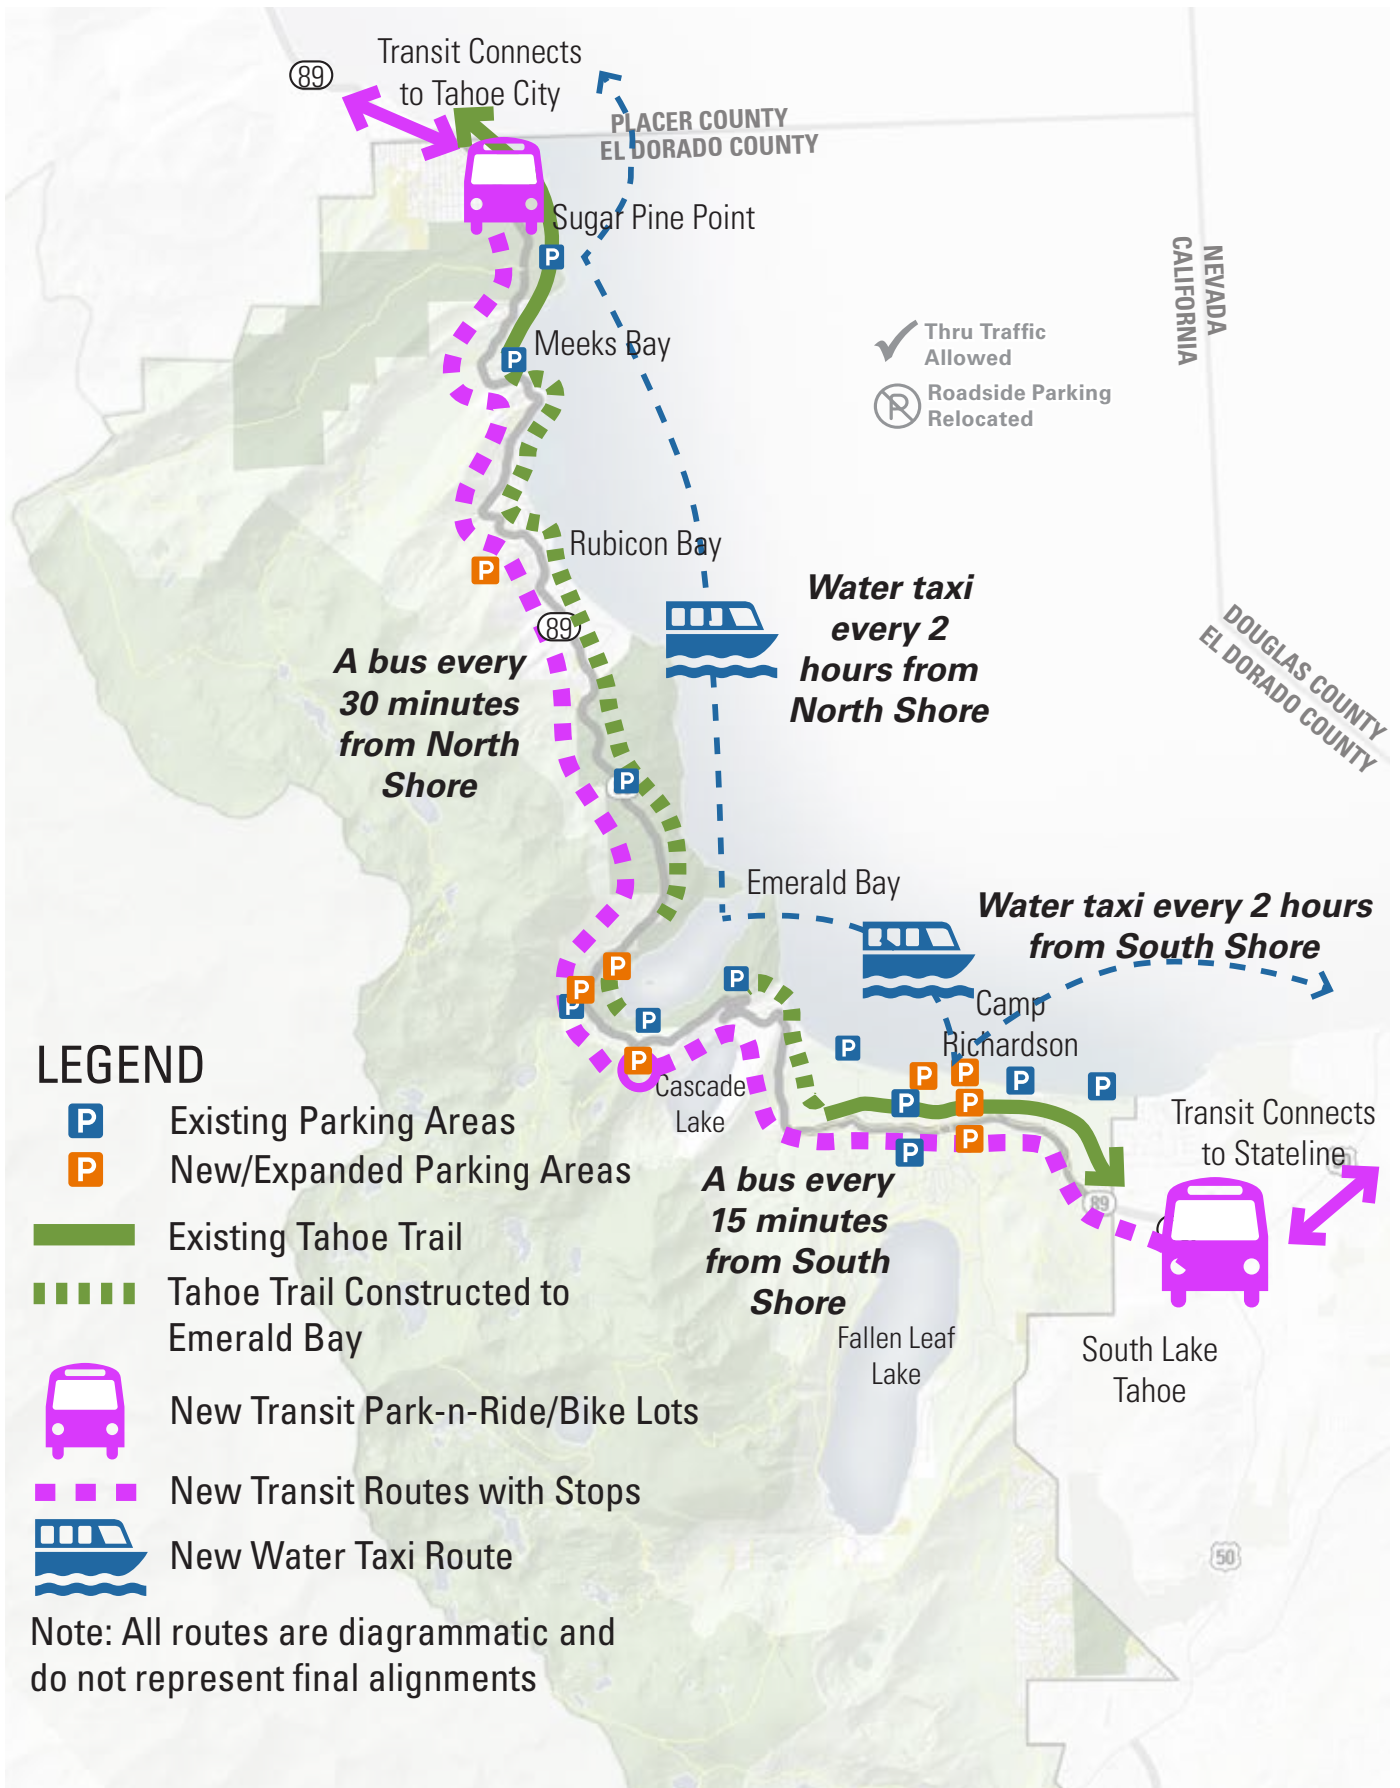 Transit Connects
to Tahoe City
89
PLACER COUNTY
EL DORADO COUNTY
Sugar Pine Point
P
NEVADA
CALIFORNIA
Meeks Bay
P
Thru Traffic
Allowed
Roadside Parking
Relocated
P
Rubicon Bay
P
Water taxi
every 2
hours from
North Shore
89
A bus every
30 minutes
from North
Shore
DOUGLAS COUNTY
EL DORADO COUNTY
P
Emerald Bay
Water taxi every 2 hours
from South Shore
P
P
P
P
P
Camp
Richardson
P
P
Cascade
Lake
P
P
P
P
P
P
Transit Connects
to Stateline
P
P
A bus every
15 minutes
from South
Shore
89
Fallen Leaf
Lake
South Lake
Tahoe
50
LEGEND
P Existing Parking Areas
P New/Expanded Parking Areas
Existing Tahoe Trail
Tahoe Trail Constructed to
Emerald Bay
New Transit Park-n-Ride/Bike Lots
New Transit Routes with Stops
New Water Taxi Route
Note: All routes are diagrammatic and
do not represent final alignments